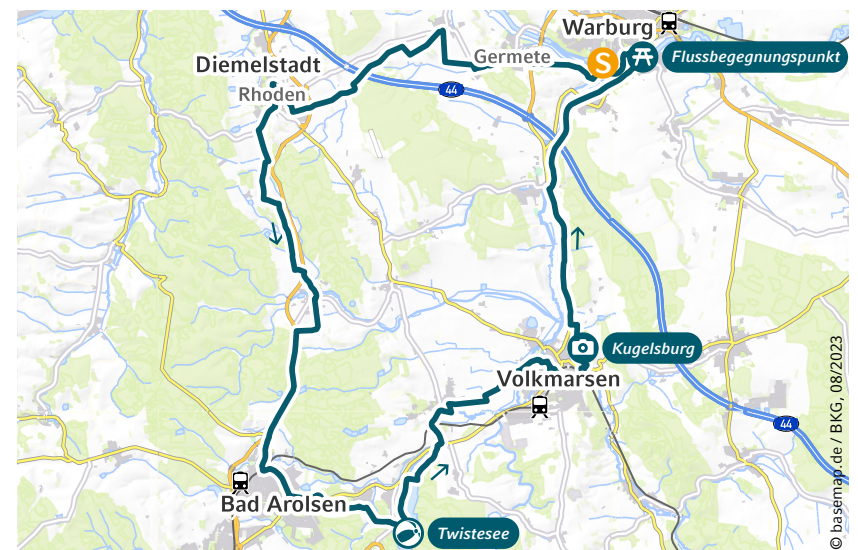 Warburg
S
Flussbegegnungspunkt
Germete
Diemelstadt
Rhoden
44
Kugelsburg
Volkmarsen
44
Bad Arolsen
Twistesee
© basemap.de / BKG, 08/2023